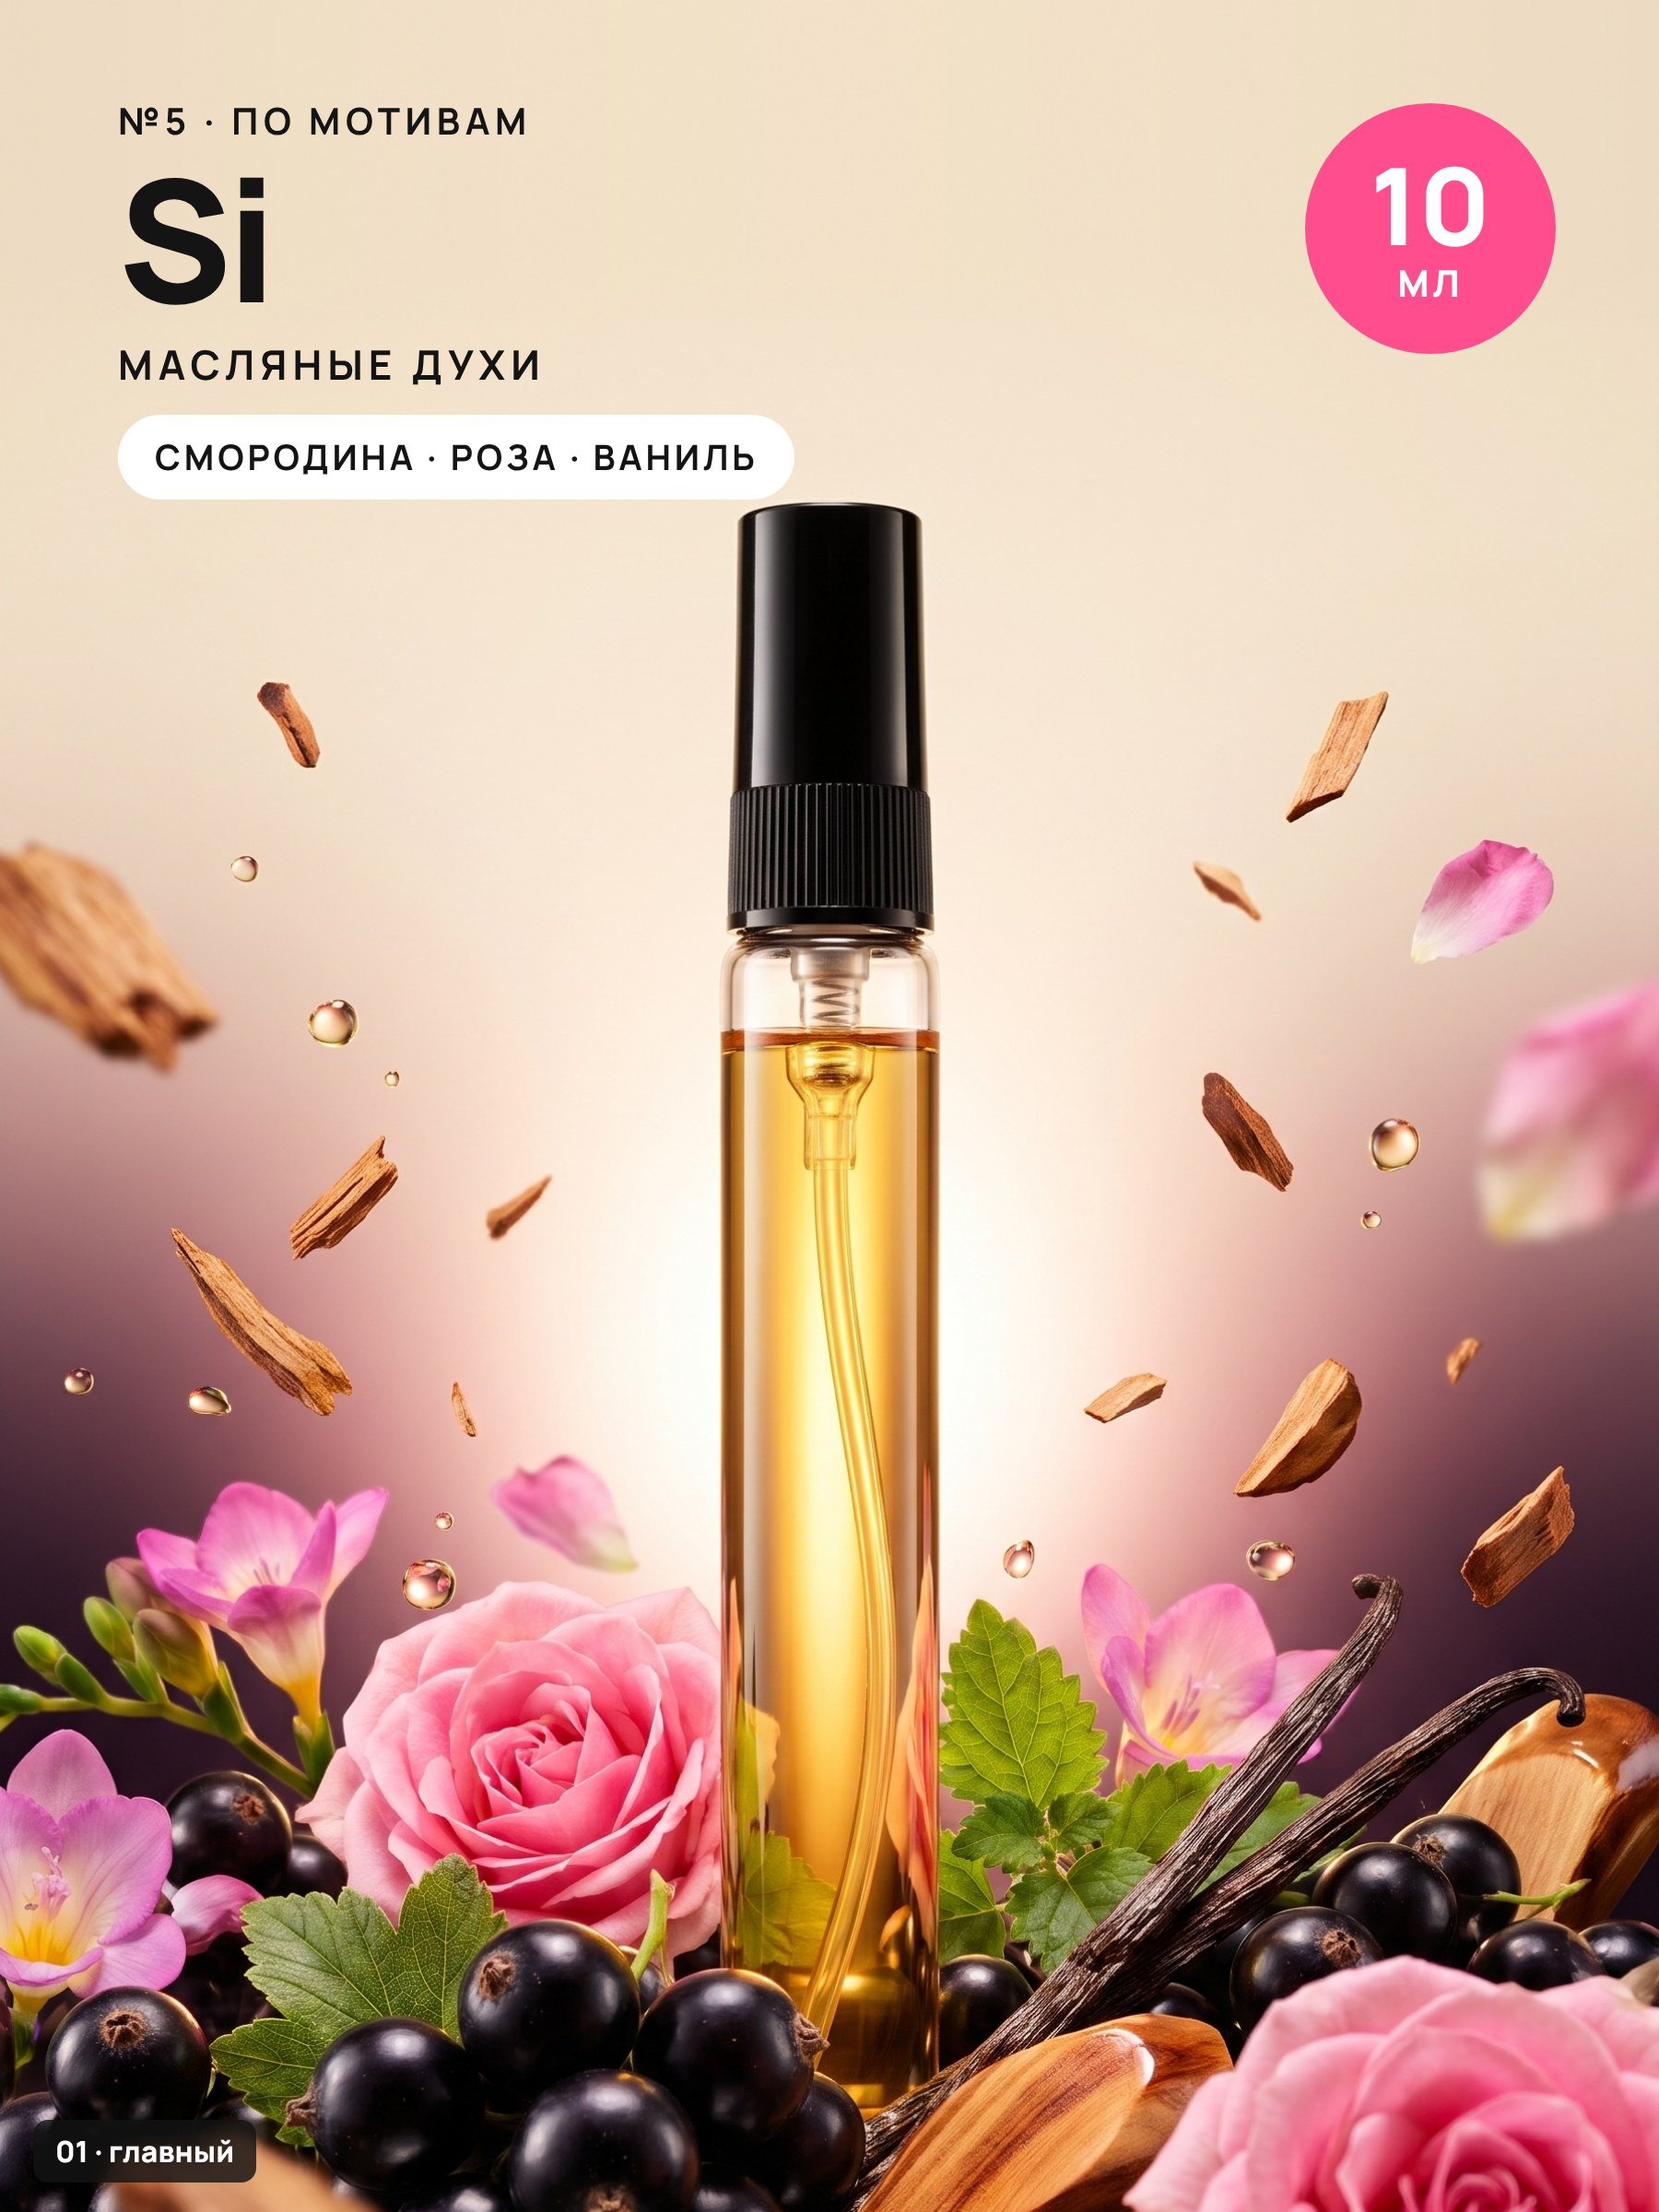 №5 · ПО МОТИВАМ
Si
МАСЛЯНЫЕ ДУХИ
СМОРОДИНА · РОЗА · ВАНИЛЬ
10
МЛ
01 · главный